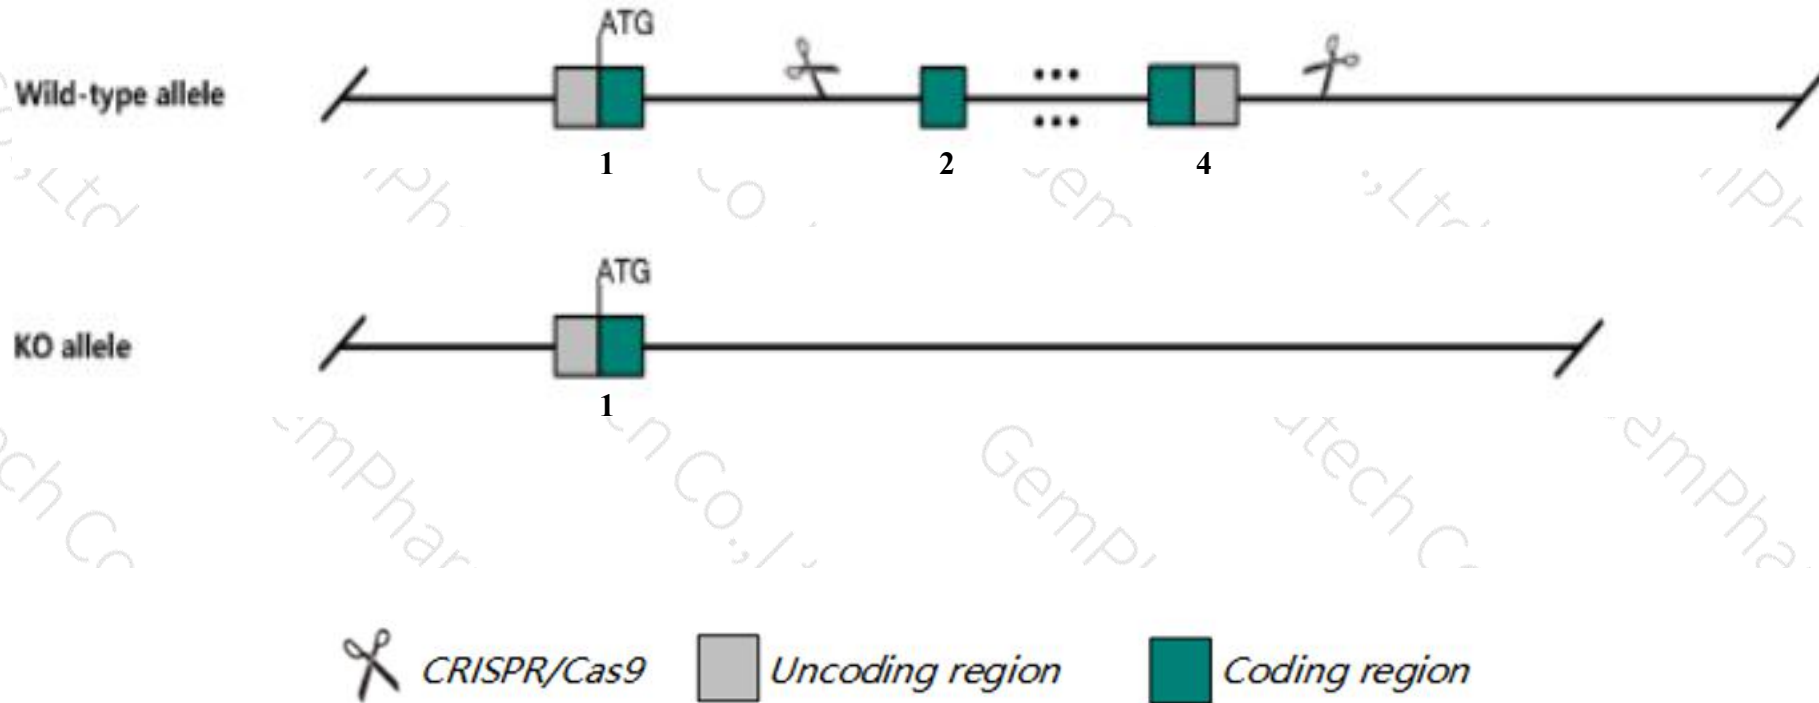 ATG
Wild-type allele
1 2 4
ATG
KO allele
1
CRISPR/Cas9 Uncoding region Coding region